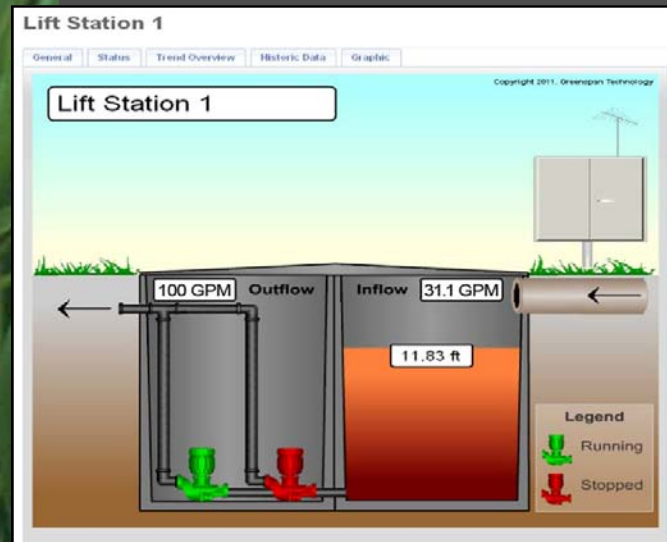 Lift Station 1
General Status Trend Overview Historic Data Graphic
Copyright 2011, Greenspan Technology
Lift Station 1
100 GPM Outflow Inflow 31.1 GPM
11.83 ft
Legend
Running
Stopped